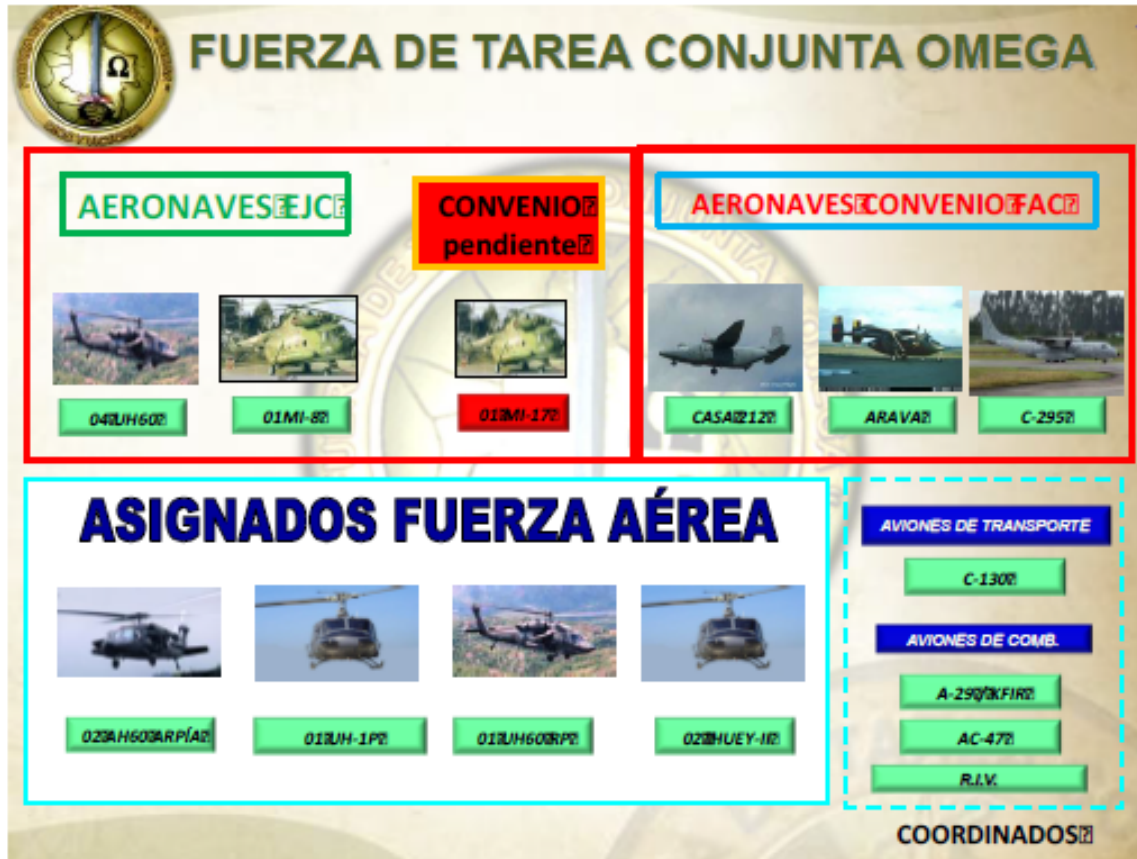 FUERZA DE TAREA CONJUNTA OMEGA
Ω
AERONAVES EJC
CONVENIO
pendiente
04 UH60
01MI-8
01 MI-17
AERONAVES CONVENIO FAC
CASA 212
ARAVA
C-295
ASIGNADOS FUERZA AÉREA
02 AH60 ARPÍA
01 UH-1P
01 UH60 RP
02 HUEY-II
AVIONES DE TRANSPORTE
C-130
AVIONES DE COMB.
A-29 / KFIR
AC-47
R.I.V.
COORDINADOS